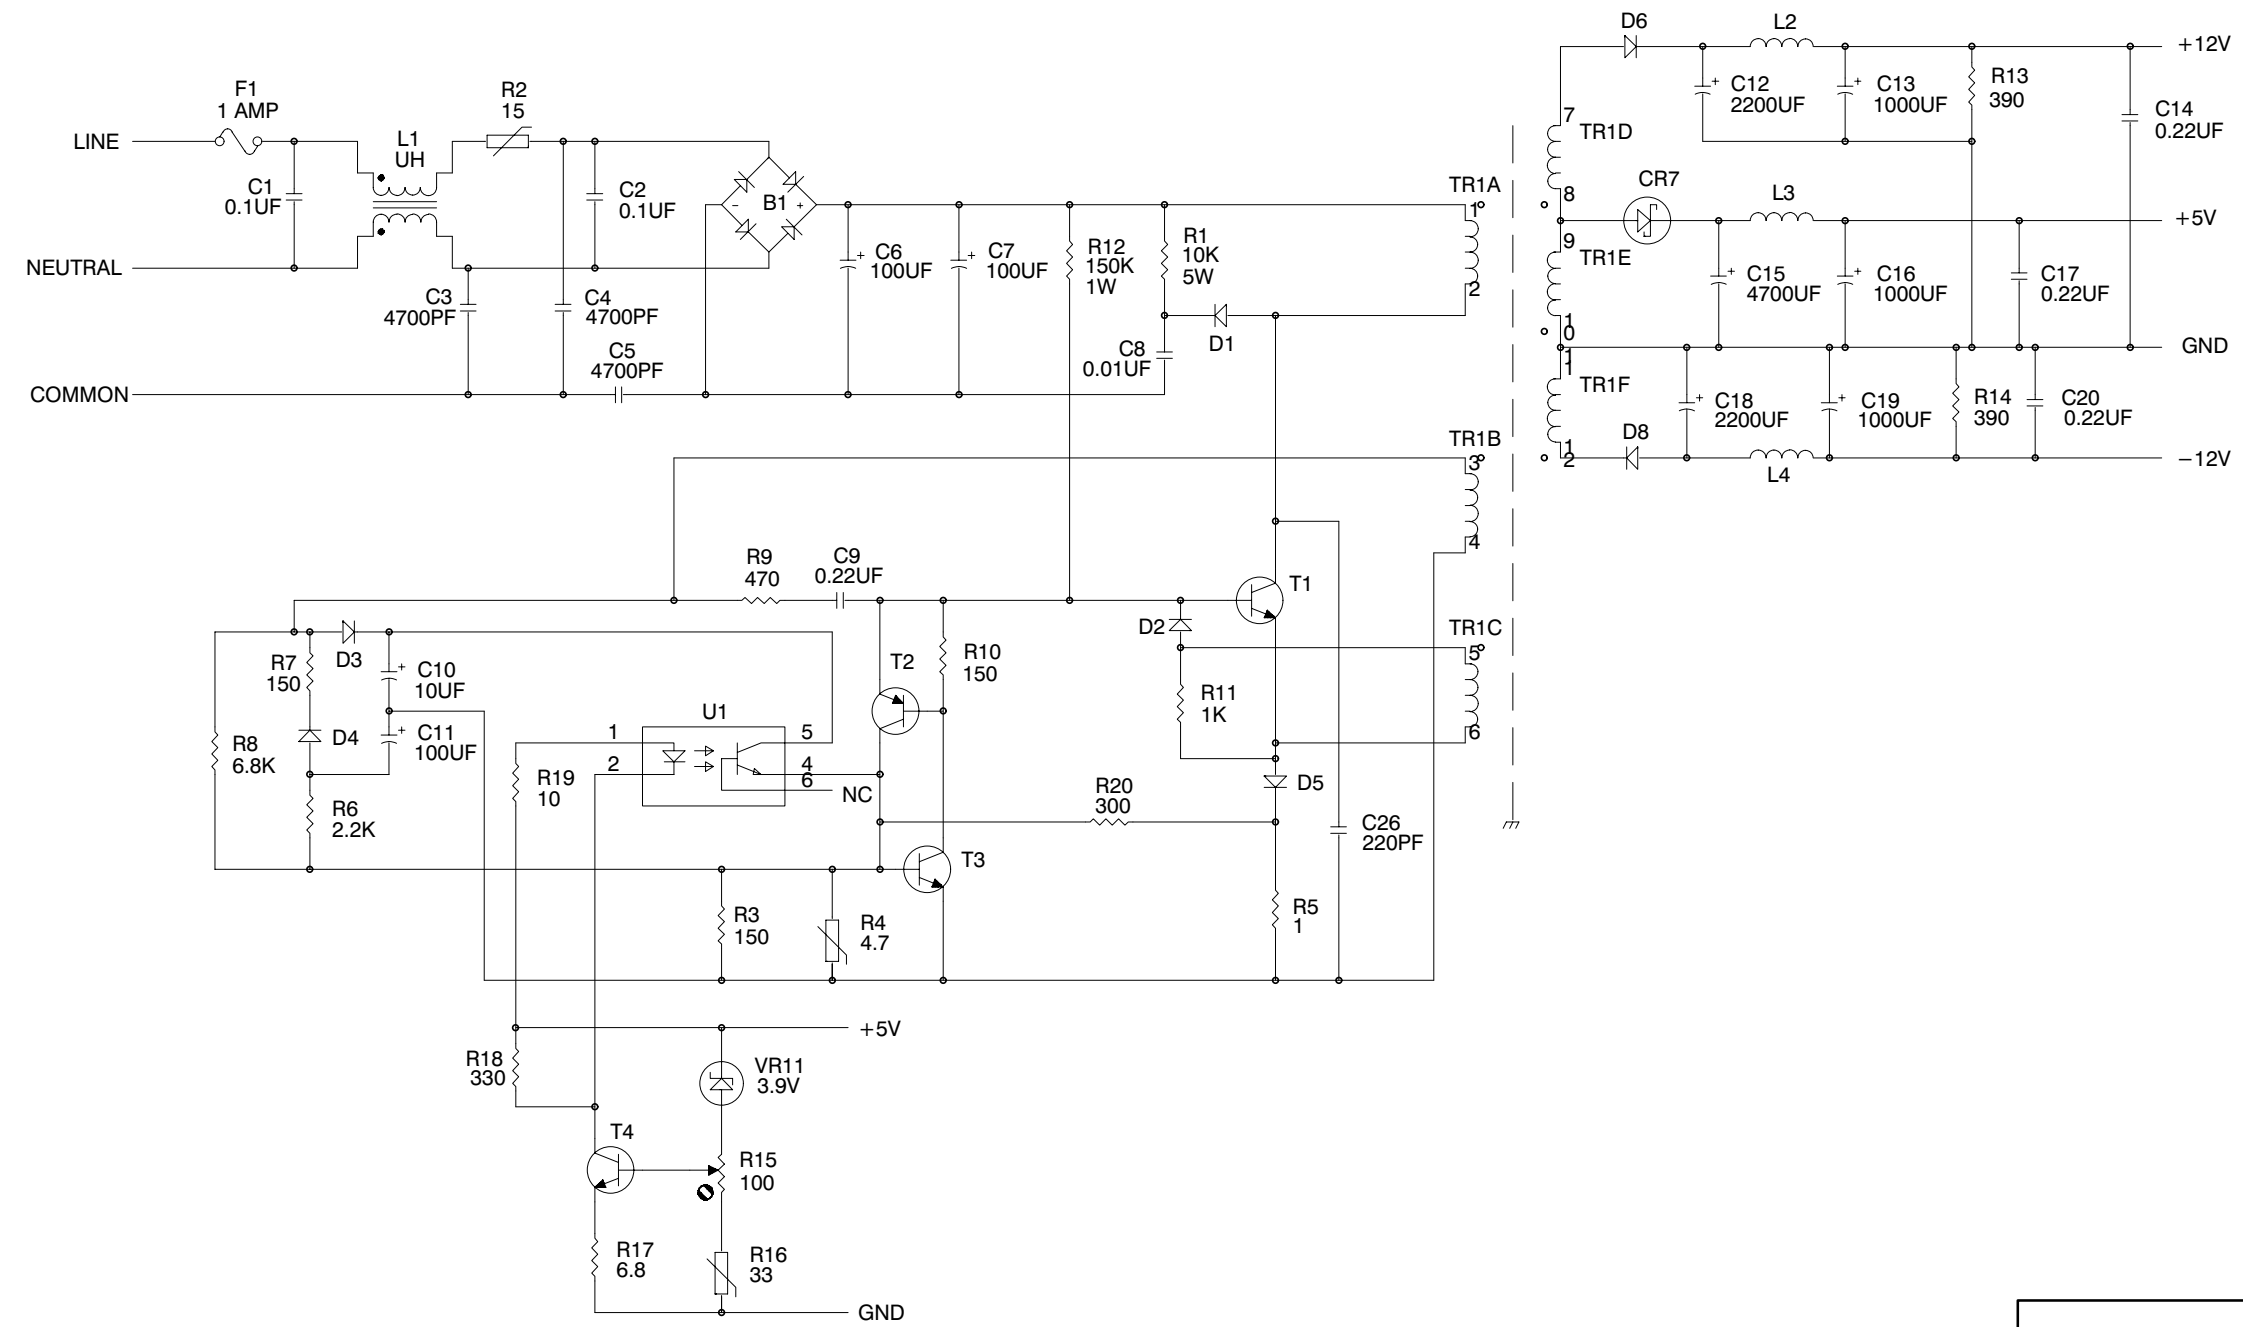 D6
L2
+12V
F1
1 AMP
R2
15
C12
2200UF
+
C13
1000UF
+
R13
390
C14
0.22UF
LINE
L1
UH
7
TR1D
C1
0.1UF
C2
0.1UF
- B1 +
TR1A
1
8
CR7
L3
+5V
NEUTRAL
C3
4700PF
C4
4700PF
+
C6
100UF
+
C7
100UF
R12
150K
1W
R1
10K
5W
2
9
TR1E
+
C15
4700UF
+
C16
1000UF
C17
0.22UF
C5
4700PF
C8
0.01UF
D1
1
0
GND
COMMON
1
1
TR1F
+
C18
2200UF
+
C19
1000UF
R14
390
C20
0.22UF
TR1B
3
1
2
D8
L4
−12V
4
R9
470
C9
0.22UF
T1
D2
TR1C
5
R7
150
D3
+
C10
10UF
T2
R10
150
R11
1K
R8
6.8K
D4
+
C11
100UF
U1
1
5
2
4
6
NC
6
R19
10
R6
2.2K
R20
300
D5
C26
220PF
T3
R3
150
R4
4.7
R5
1
+5V
R18
330
VR11
3.9V
T4
R15
100
R17
6.8
R16
33
GND